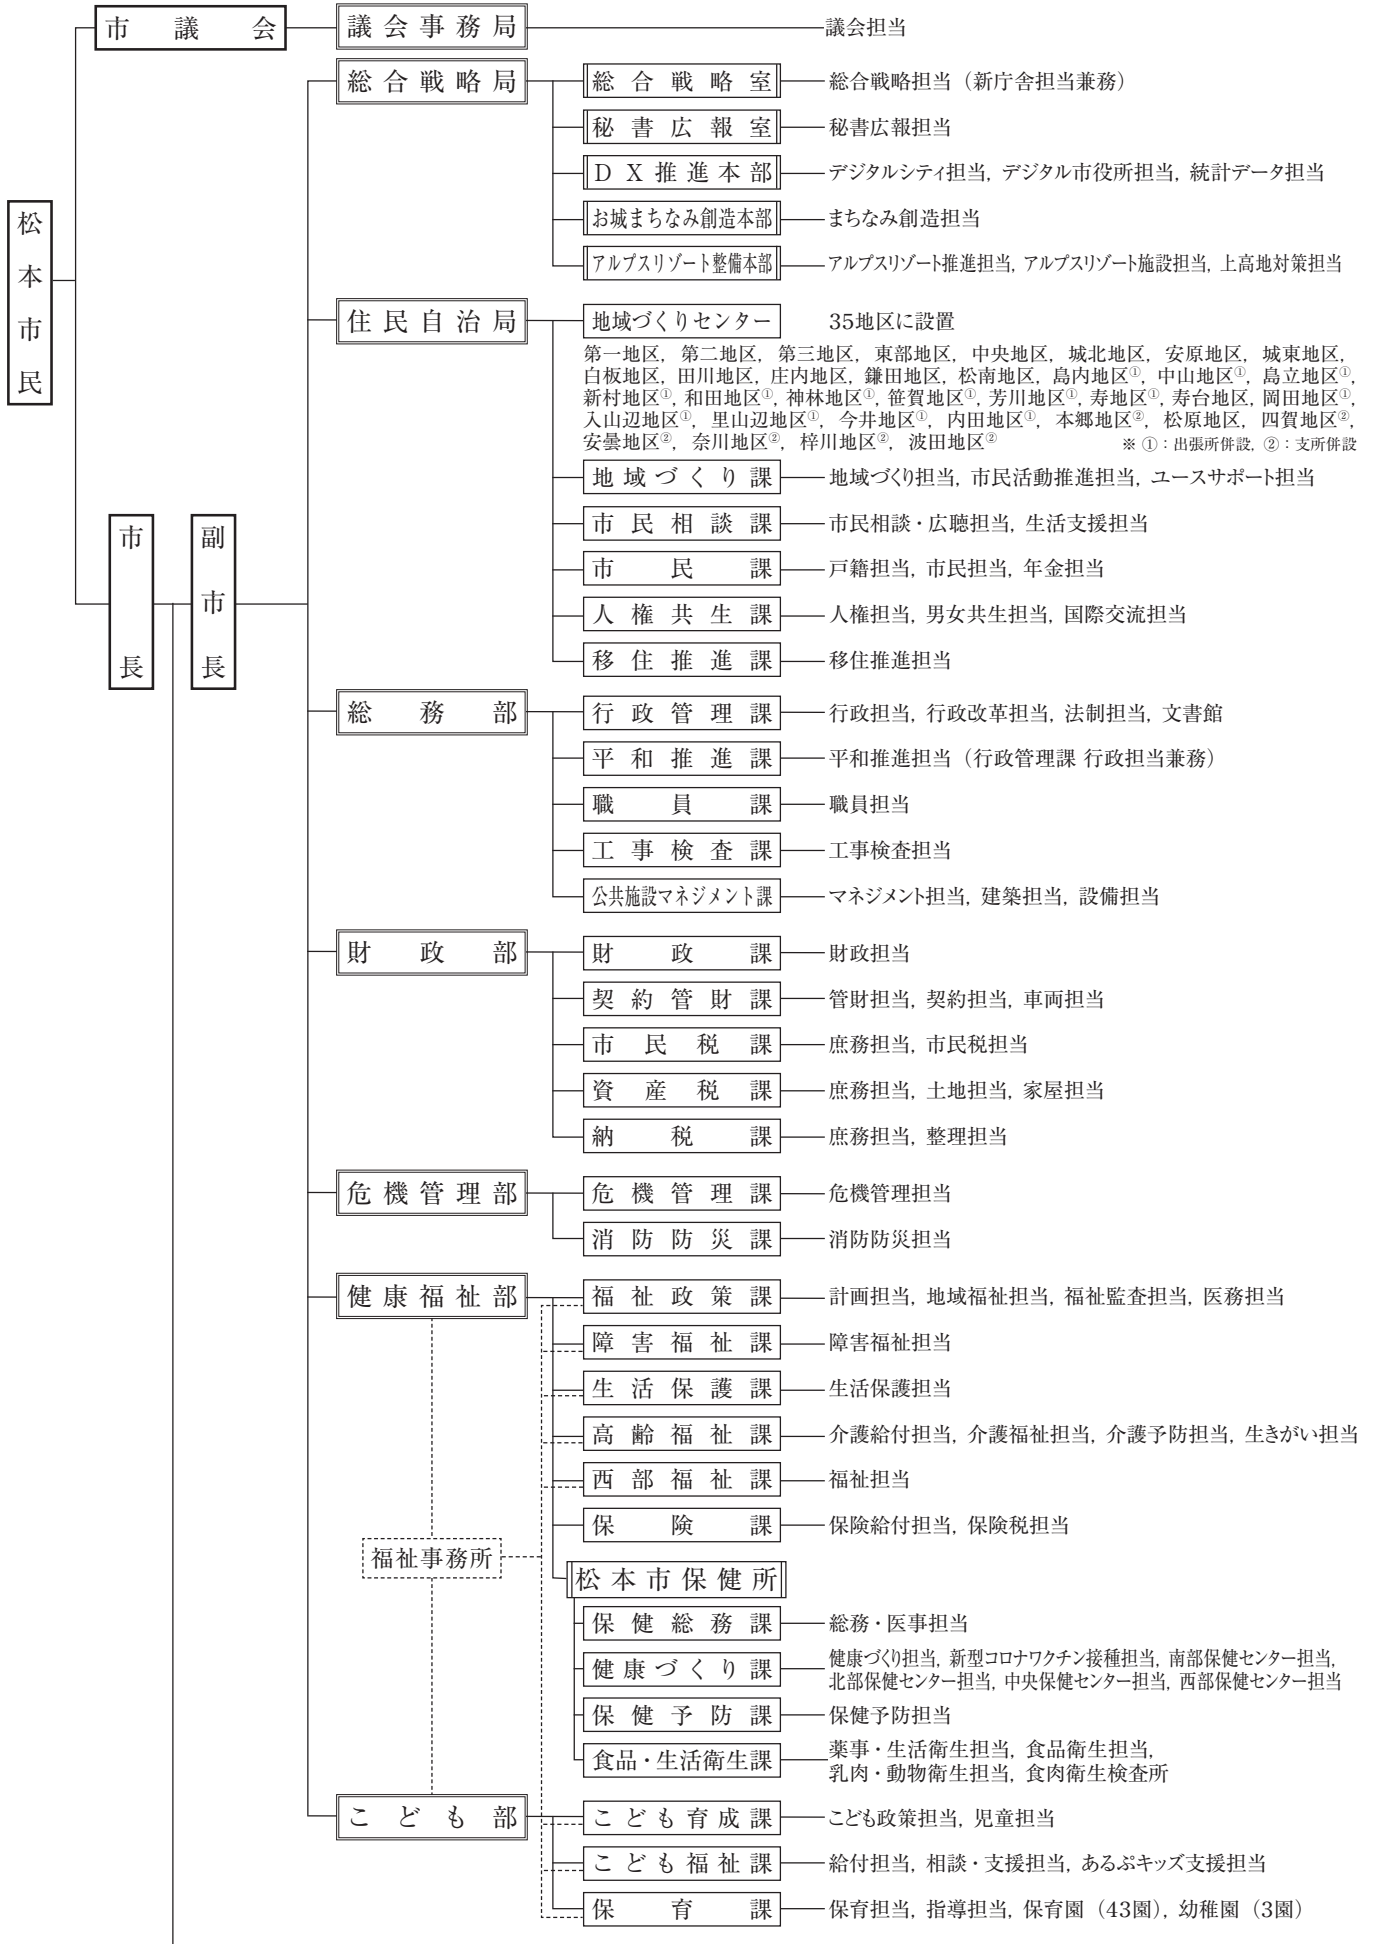 市議会 議会事務局 議会担当
総合戦略局 総合戦略室 総合戦略担当（新庁舎担当兼務）
秘書広報室 秘書広報担当
DX推進本部 デジタルシティ担当, デジタル市役所担当, 統計データ担当
お城まちなみ創造本部 まちなみ創造担当
アルプスリゾート整備本部 アルプスリゾート推進担当, アルプスリゾート施設担当, 上高地対策担当
松本市民
住民自治局 地域づくりセンター 35地区に設置
第一地区, 第二地区, 第三地区, 東部地区, 中央地区, 城北地区, 安原地区, 城東地区,
白板地区, 田川地区, 庄内地区, 鎌田地区, 松南地区, 島内地区①, 中山地区①, 島立地区①,
新村地区①, 和田地区①, 神林地区①, 笹賀地区①, 芳川地区①, 寿地区①, 寿台地区, 岡田地区①,
入山辺地区①, 里山辺地区①, 今井地区①, 内田地区①, 本郷地区②, 松原地区, 四賀地区②,
安曇地区②, 奈川地区②, 梓川地区②, 波田地区② ※ ①：出張所併設, ②：支所併設
地域づくり課 地域づくり担当, 市民活動推進担当, ユースサポート担当
市民相談課 市民相談・広聴担当, 生活支援担当
市民課 戸籍担当, 市民担当, 年金担当
市長
副市長
人権共生課 人権担当, 男女共生担当, 国際交流担当
移住推進課 移住推進担当
総務部 行政管理課 行政担当, 行政改革担当, 法制担当, 文書館
平和推進課 平和推進担当（行政管理課 行政担当兼務）
職員課 職員担当
工事検査課 工事検査担当
公共施設マネジメント課 マネジメント担当, 建築担当, 設備担当
財政部 財政課 財政担当
契約管財課 管財担当, 契約担当, 車両担当
市民税課 庶務担当, 市民税担当
資産税課 庶務担当, 土地担当, 家屋担当
納税課 庶務担当, 整理担当
危機管理部 危機管理課 危機管理担当
消防防災課 消防防災担当
健康福祉部 福祉政策課 計画担当, 地域福祉担当, 福祉監査担当, 医務担当
障害福祉課 障害福祉担当
生活保護課 生活保護担当
高齢福祉課 介護給付担当, 介護福祉担当, 介護予防担当, 生きがい担当
西部福祉課 福祉担当
保険課 保険給付担当, 保険税担当
福祉事務所
松本市保健所
保健総務課 総務・医事担当
健康づくり課 健康づくり担当, 新型コロナワクチン接種担当, 南部保健センター担当,
北部保健センター担当, 中央保健センター担当, 西部保健センター担当
保健予防課 保健予防担当
食品・生活衛生課 薬事・生活衛生担当, 食品衛生担当,
乳肉・動物衛生担当, 食肉衛生検査所
こども部 こども育成課 こども政策担当, 児童担当
こども福祉課 給付担当, 相談・支援担当, あるぷキッズ支援担当
保育課 保育担当, 指導担当, 保育園（43園）, 幼稚園（3園）